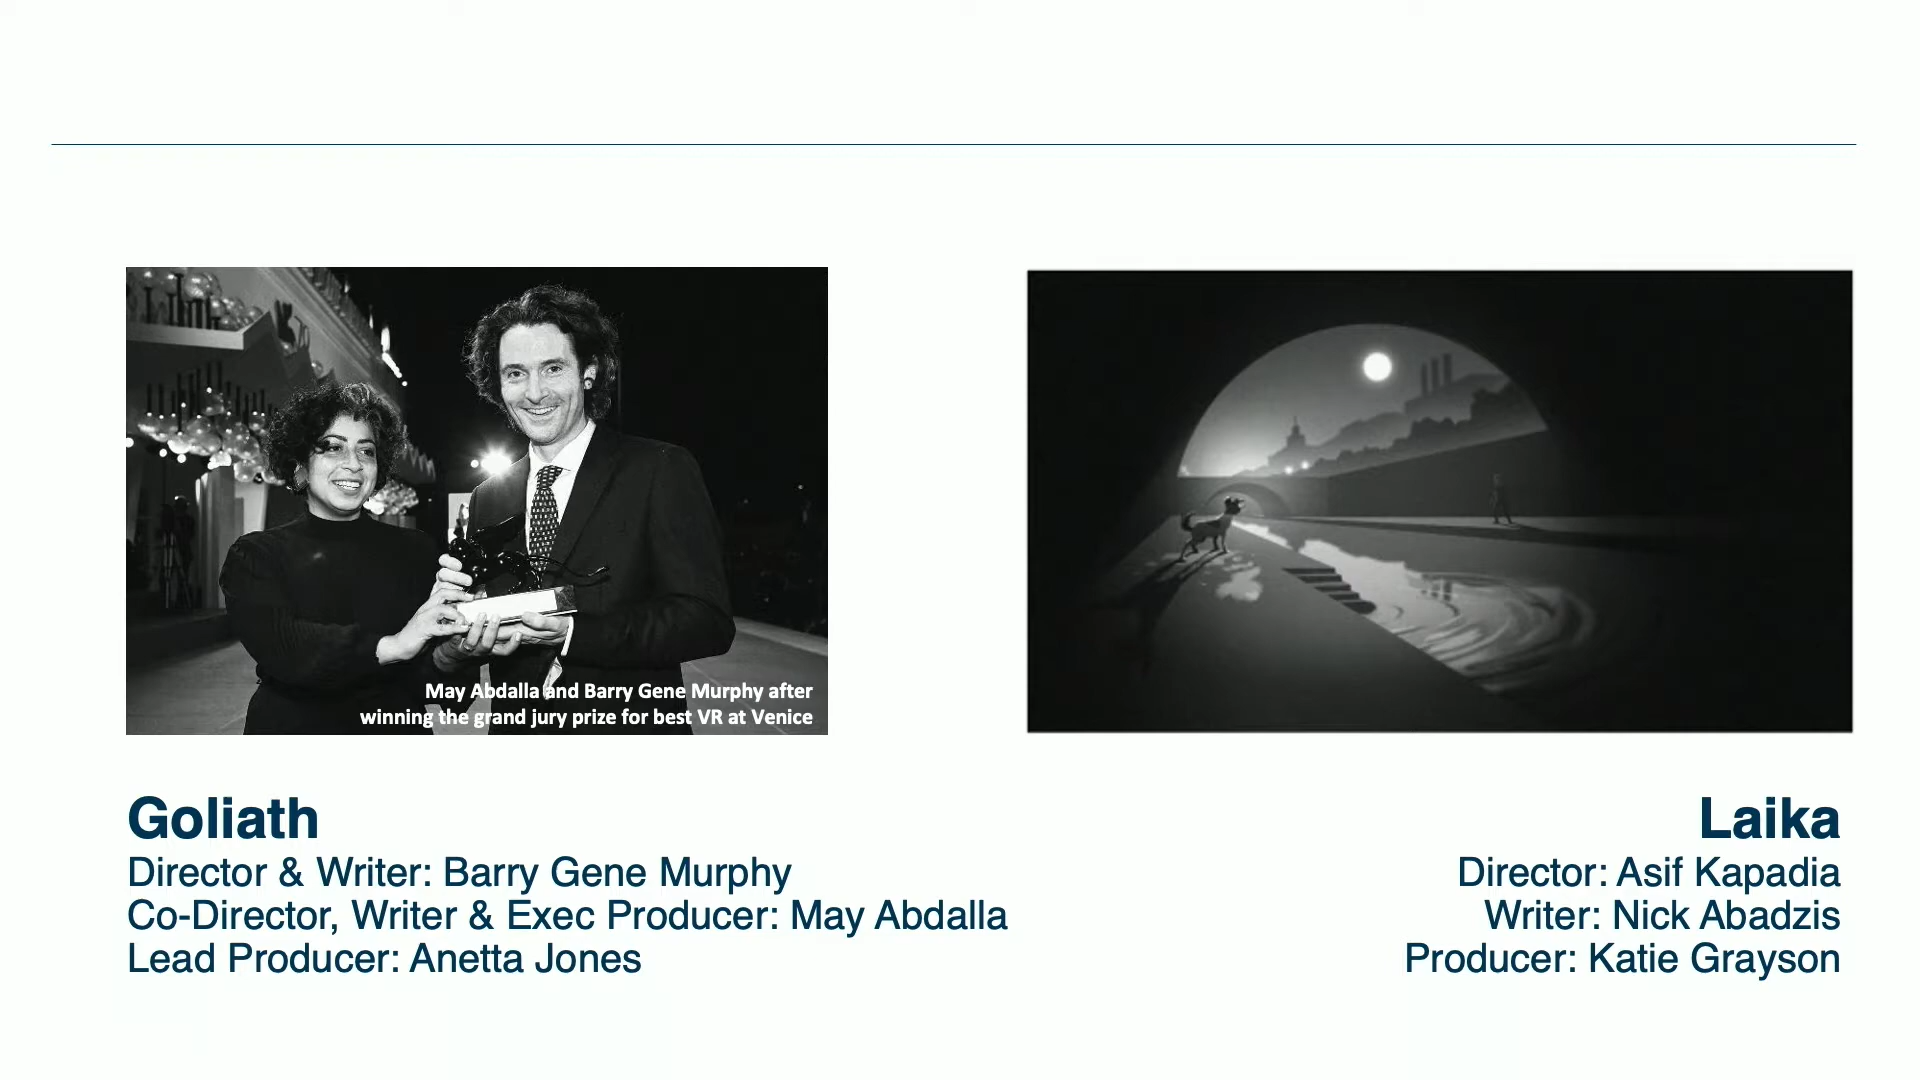 May Abdalla and Barry Gene Murphy after
winning the grand jury prize for best VR at Venice
Goliath
Director & Writer: Barry Gene Murphy
Co-Director, Writer & Exec Producer: May Abdalla
Lead Producer: Anetta Jones
Laika
Director: Asif Kapadia
Writer: Nick Abadzis
Producer: Katie Grayson